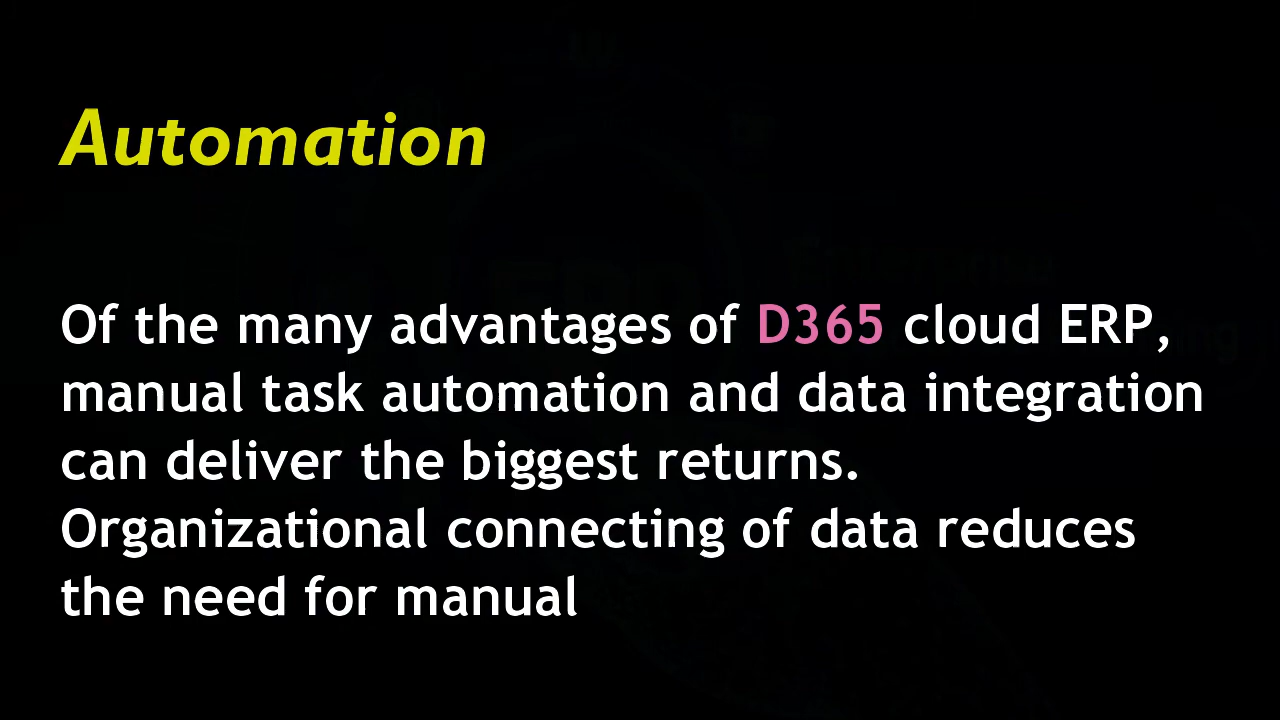 Automation
Of the many advantages of D365 cloud ERP,
manual task automation and data integration
can deliver the biggest returns.
Organizational connecting of data reduces
the need for manual